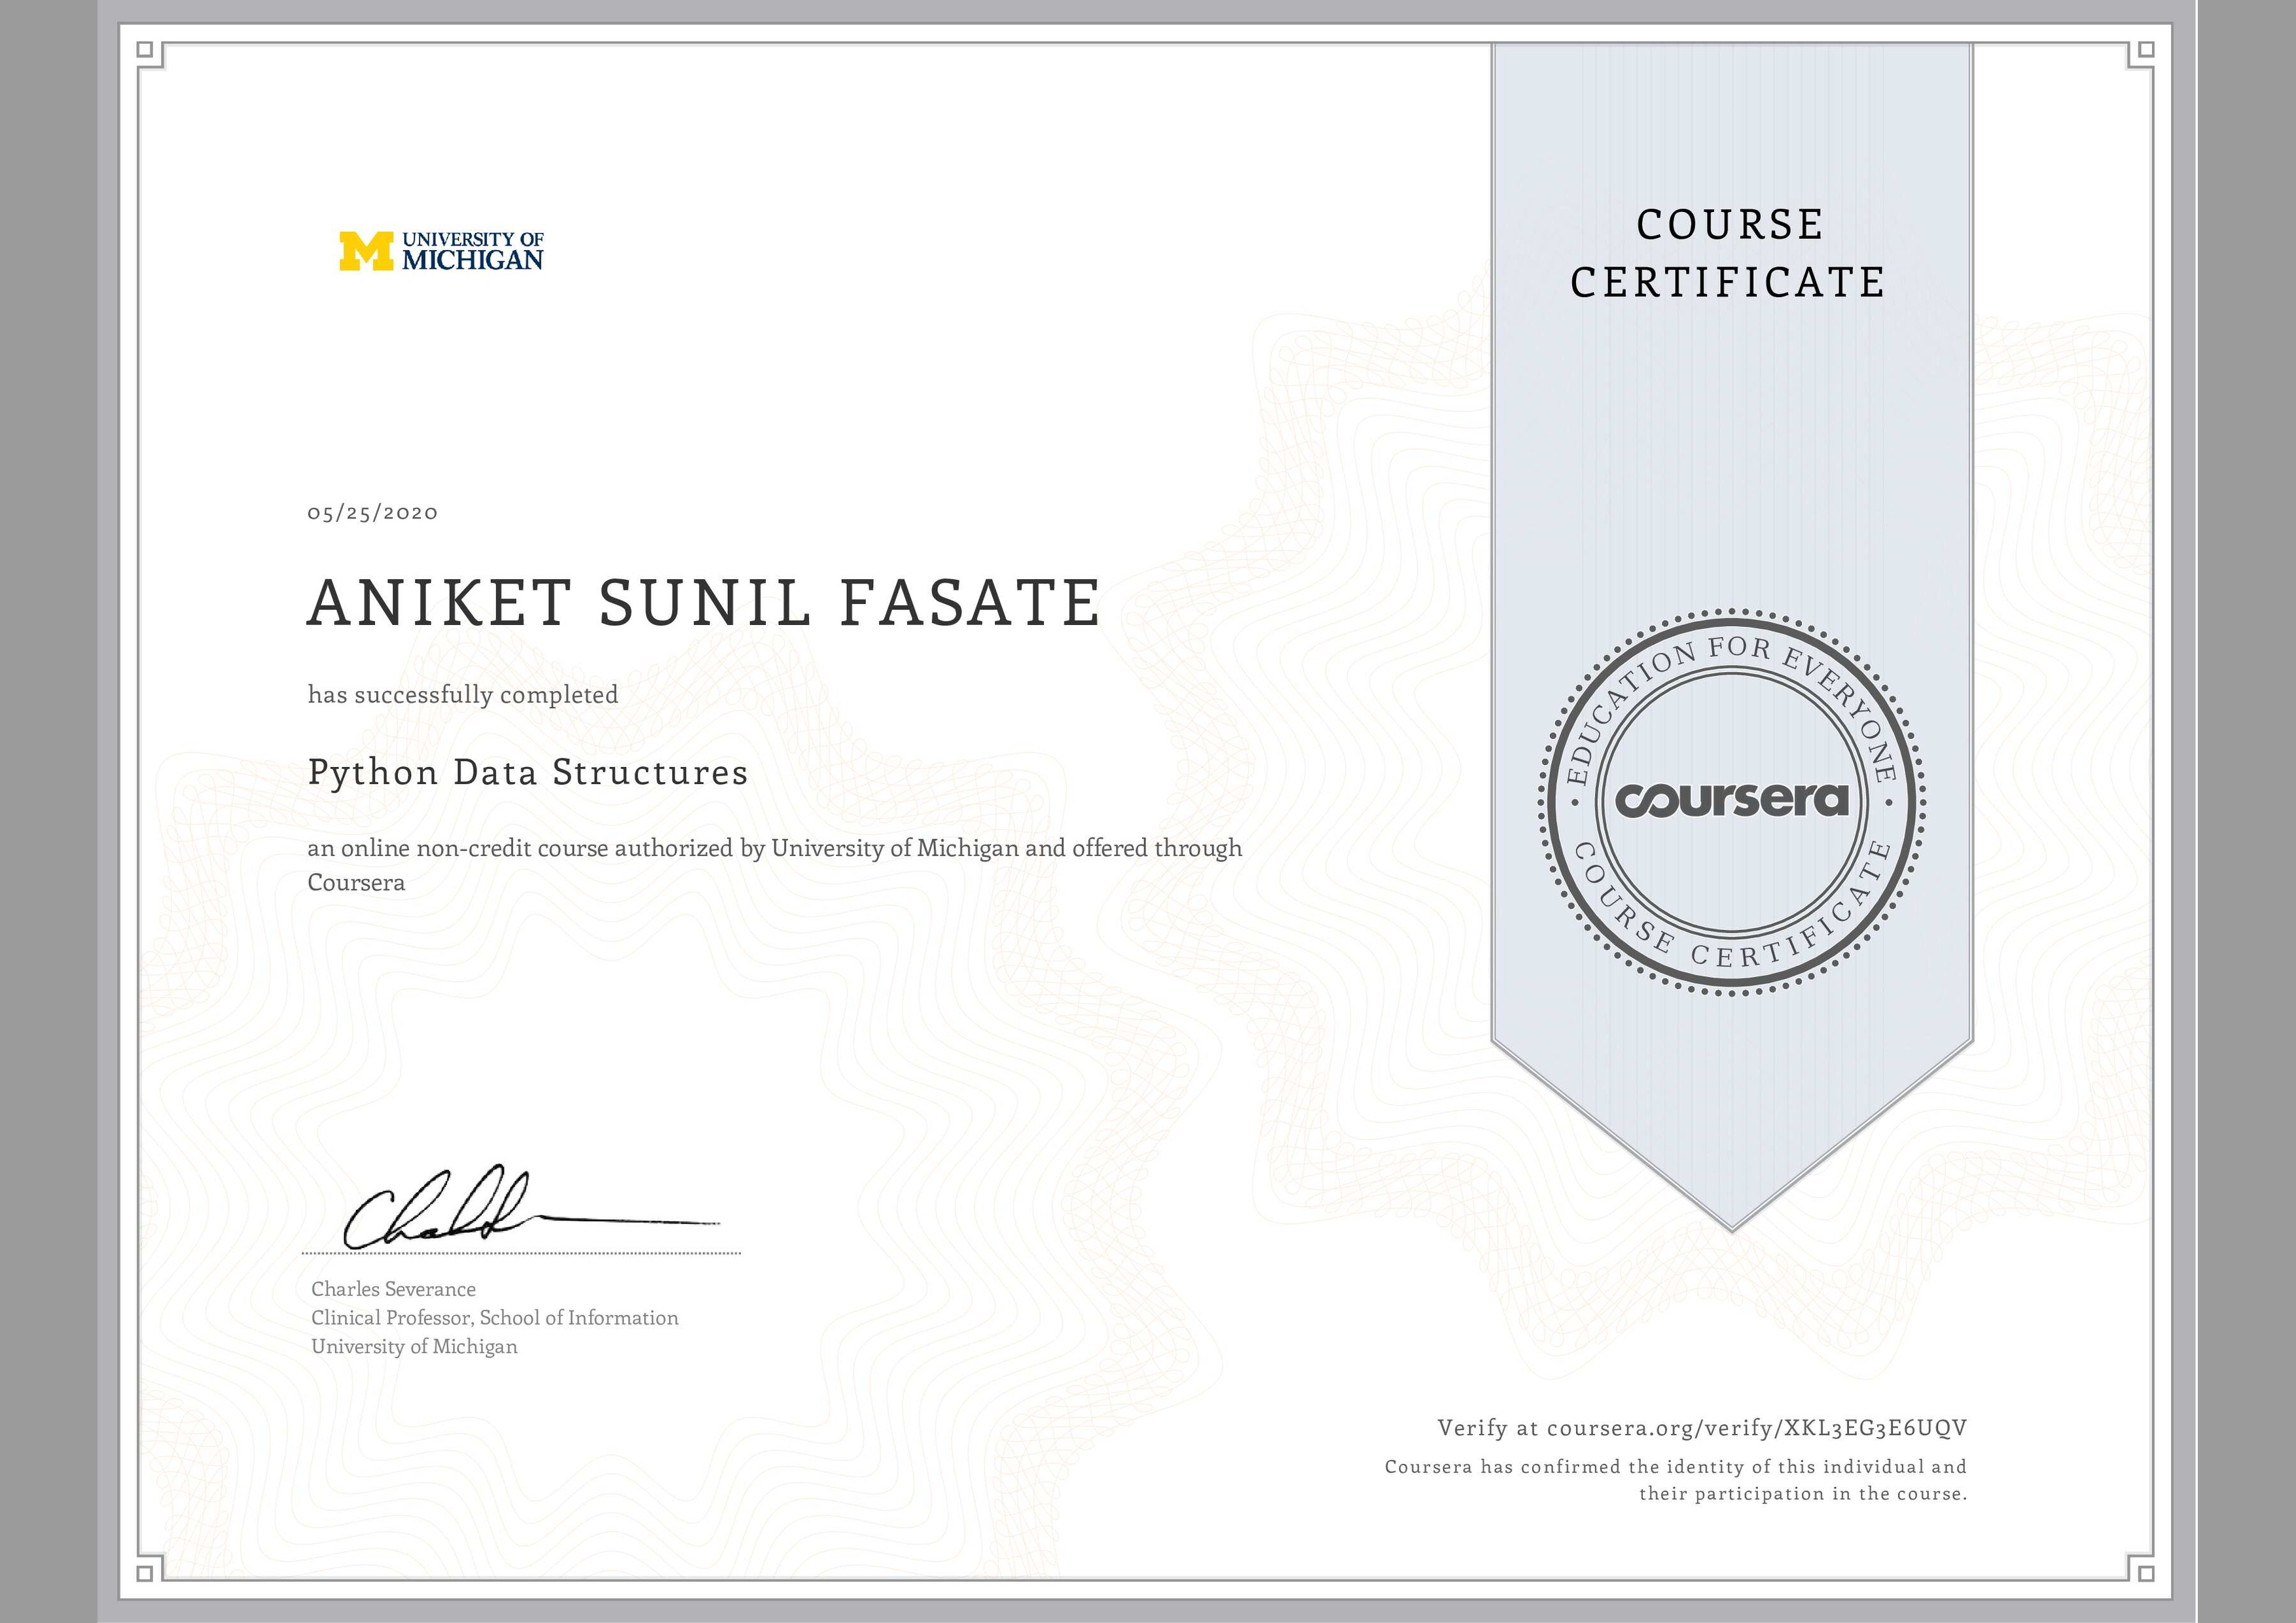 UNIVERSITY OF
MICHIGAN
COURSE
CERTIFICATE
05/25/2020
ANIKET SUNIL FASATE
has successfully completed
Python Data Structures
an online non-credit course authorized by University of Michigan and offered through
Coursera
EDUCATION FOR EVERYONE
coursera
COURSE CERTIFICATE
Charles Severance
Clinical Professor, School of Information
University of Michigan
Verify at coursera.org/verify/XKL3EG3E6UQV
Coursera has confirmed the identity of this individual and
their participation in the course.